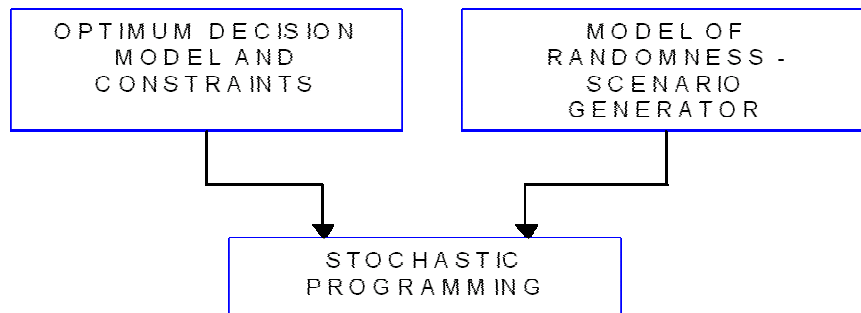 OPTIMUM DECISION
MODEL AND
CONSTRAINTS
MODEL OF
RANDOMNESS -
SCENARIO
GENERATOR
STOCHASTIC
PROGRAMMING